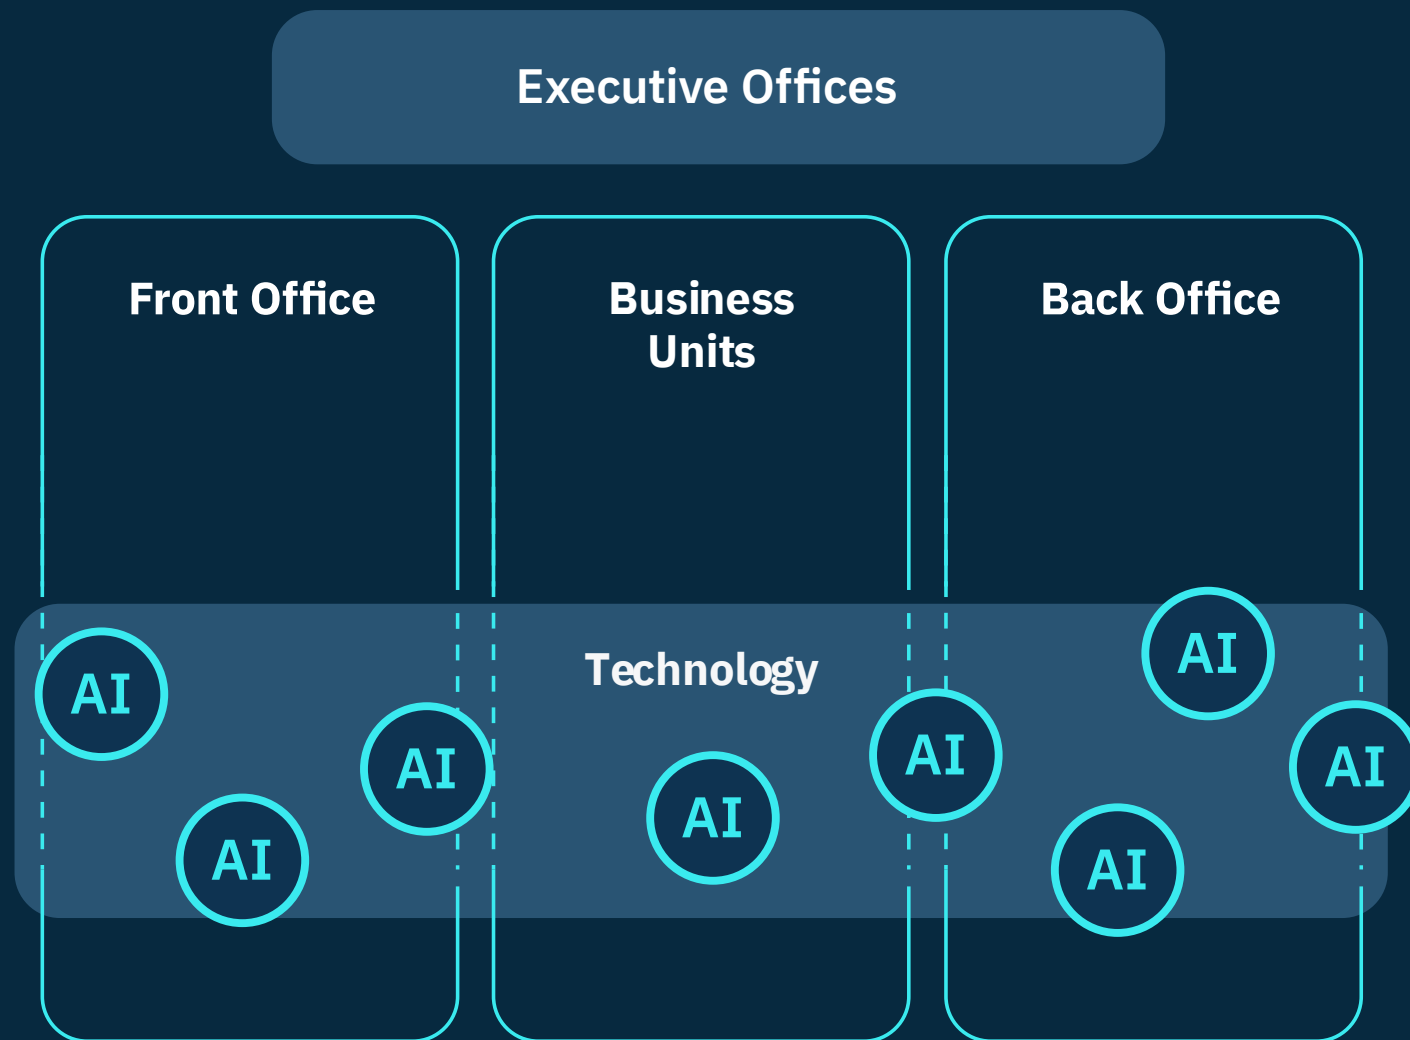 Executive Offices
Front Office
Business
Units
Back Office
Technology
AI
AI
AI
AI
AI
AI
AI
AI